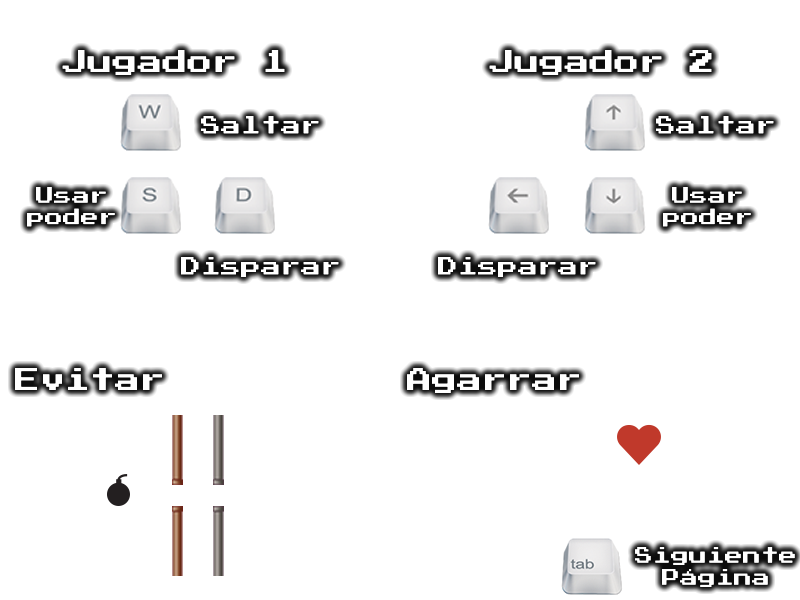 Jugador 1
Jugador 2
W
Saltar
↑
Saltar
Usar
poder
S
D
←
↓
Usar
poder
Disparar
Disparar
Evitar
Agarrar
tab
Siguiente
Página